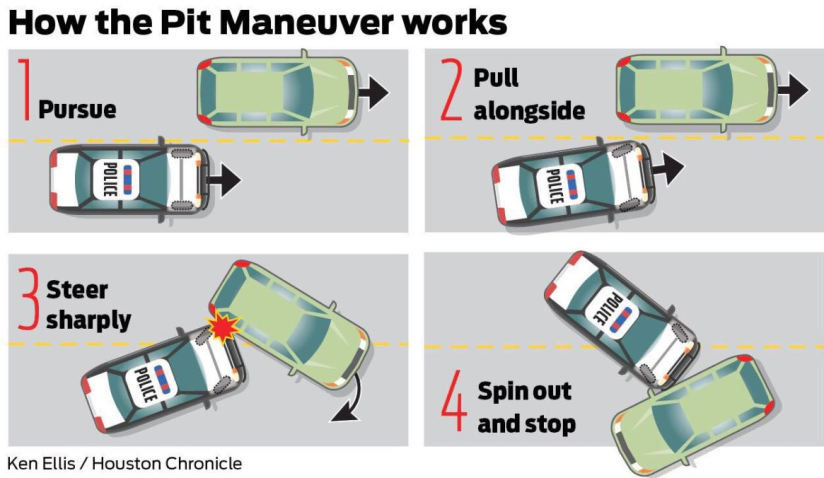 How the Pit Maneuver works
1 Pursue
POLICE
2 Pull
alongside
POLICE
3 Steer
sharply
POLICE
4 Spin out
and stop
POLICE
Ken Ellis / Houston Chronicle